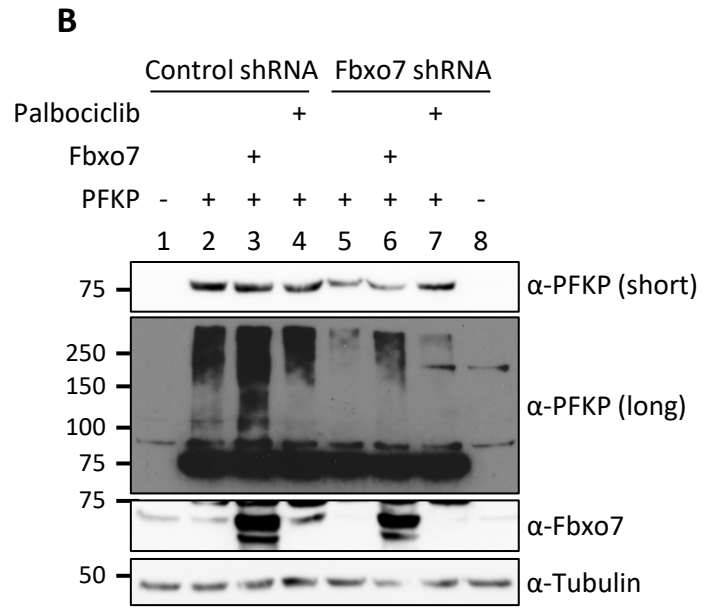 B
Control shRNA Fbxo7 shRNA
Palbociclib + +
Fbxo7 + +
PFKP - + + + + + + -
1 2 3 4 5 6 7 8
75 α-PFKP (short)
250
150
α-PFKP (long)
100
75
75
α-Fbxo7
50 α-Tubulin